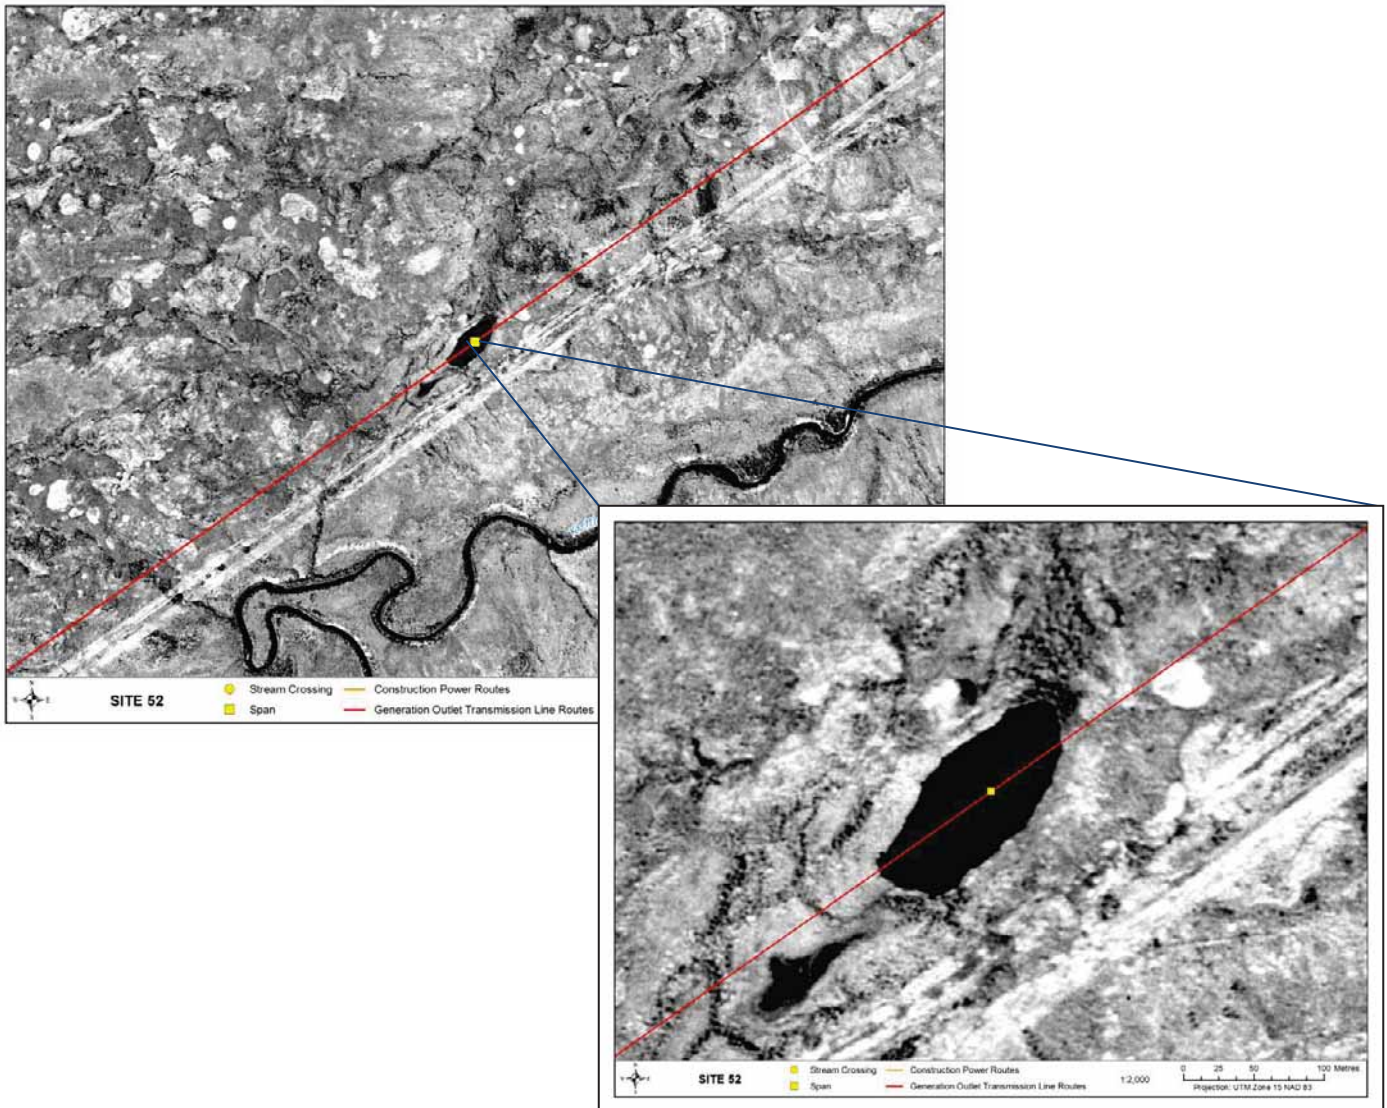 SITE 52
Stream Crossing
Construction Power Routes
Span
Generation Outlet Transmission Line Routes
SITE 52
Stream Crossing
Construction Power Routes
Span
Generation Outlet Transmission Line Routes
1:2,000
0 25 50 100 Metres
Projection: UTM Zone 15 NAD 83